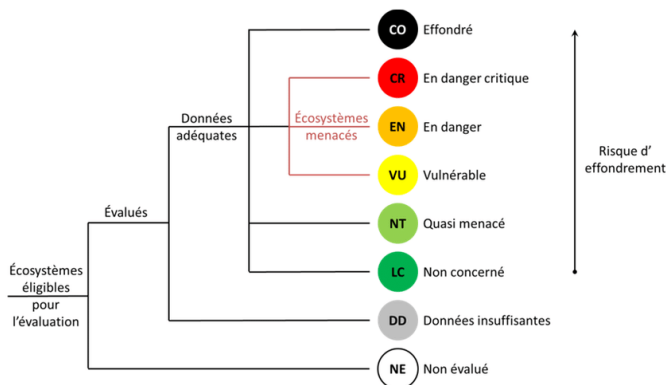 CO Effondré
CR En danger critique
Données
adéquates
Écosystèmes
menacés
EN En danger
Risque d’
effondrement
VU Vulnérable
Évalués
NT Quasi menacé
Écosystèmes
éligibles
pour
l’évaluation
LC Non concerné
DD Données insuffisantes
NE Non évalué